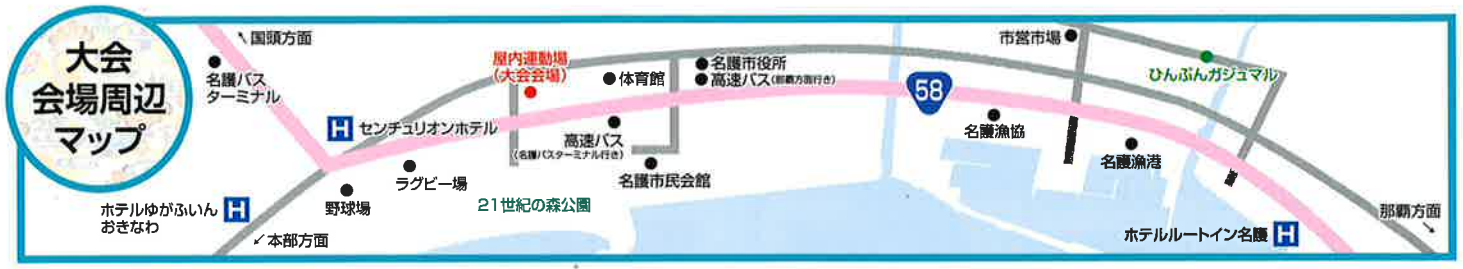 大会
会場周辺
マップ
↖国頭方面
名護バス
ターミナル
センチュリオンホテル
屋内運動場
(大会会場)
体育館
名護市役所
高速バス(那覇方面行き)
高速バス
(名護バスターミナル行き)
名護市民会館
ラグビー場
野球場
21世紀の森公園
ホテルゆがふいん
おきなわ
H
H
↙本部方面
58
市営市場
ひんぷんガジュマル
名護漁協
名護漁港
ホテルルートイン名護
H
那覇方面
↘